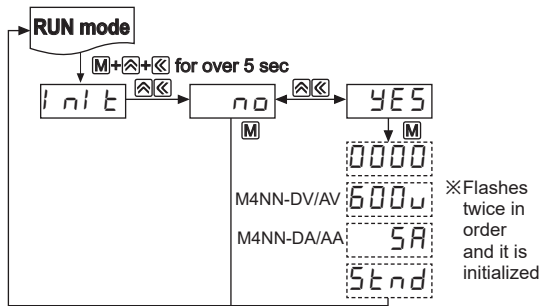 RUN mode
M+≪ for over 5 sec
InIt
no
YES
M
M
0000
M4NN-DV/AV 600v
M4NN-DA/AA 5A
Stnd
※Flashes
twice in
order
and it is
initialized